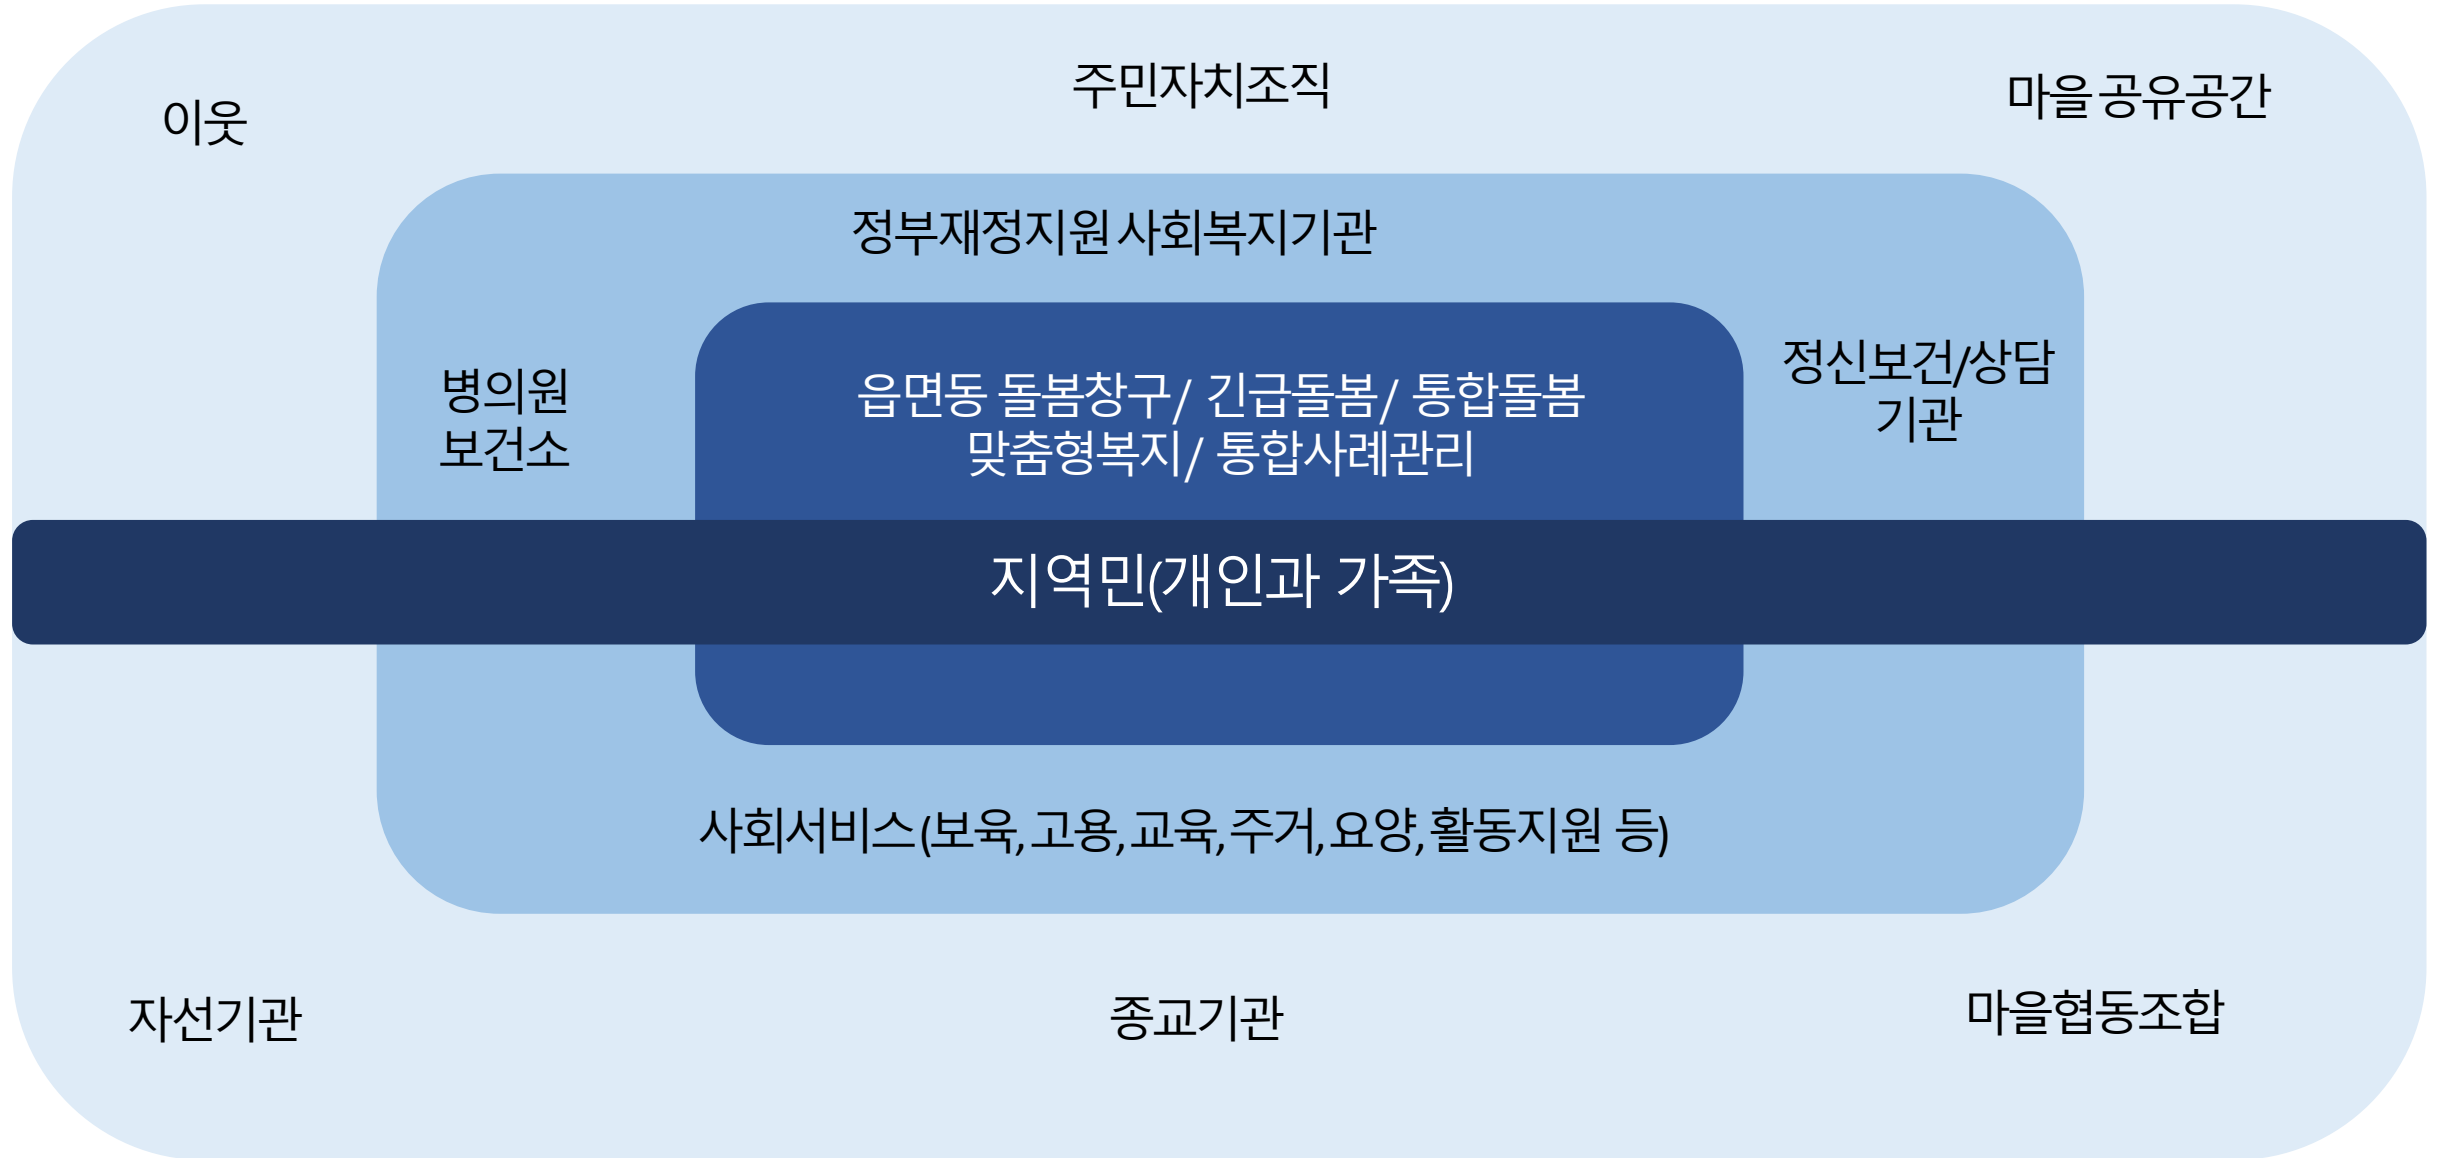 이웃
주민자치조직
마을 공유공간
정부재정지원 사회복지기관
병의원
보건소
읍면동 돌봄창구/ 긴급돌봄/ 통합돌봄
맞춤형복지/ 통합사례관리
정신보건/상담
기관
지역민(개인과 가족)
사회서비스(보육, 고용, 교육, 주거, 요양, 활동지원 등)
자선기관
종교기관
마을협동조합